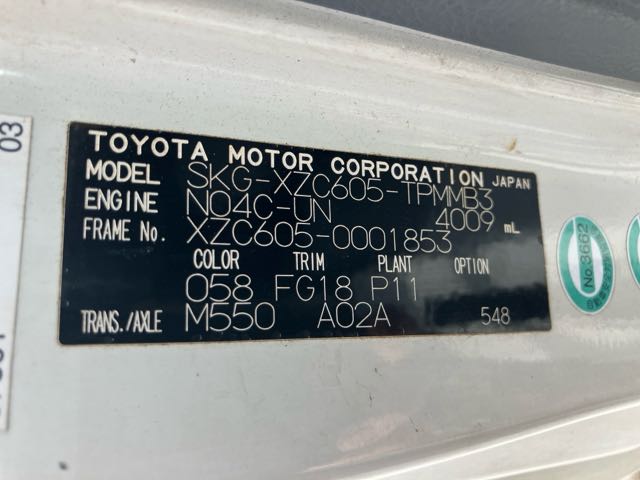 TOYOTA MOTOR CORPORATION JAPAN
MODEL SKG-XZC605-TPMMB3
ENGINE N04C-UN 4009 mL
FRAME No. XZC605-0001853
COLOR TRIM PLANT OPTION
058 FG18 P11
TRANS./AXLE M550 A02A 548
03
No.3662